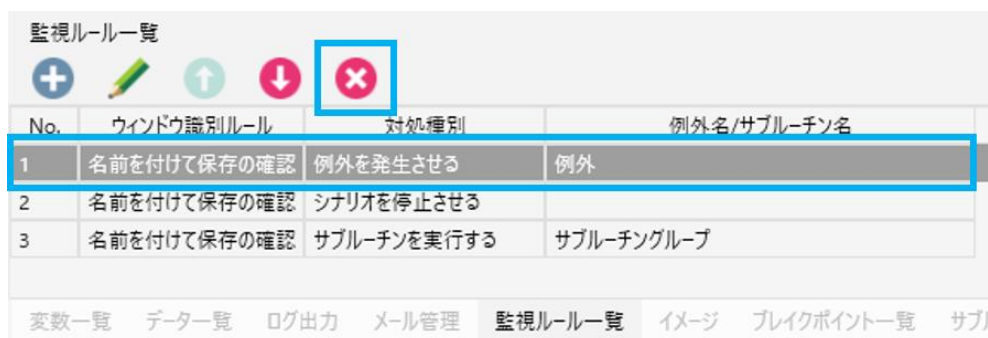 監視ルール一覧
No. ウィンドウ識別ルール 対処種別 例外名/サブルーチン名
1 名前を付けて保存の確認 例外を発生させる 例外
2 名前を付けて保存の確認 シナリオを停止させる
3 名前を付けて保存の確認 サブルーチンを実行する サブルーチングループ
変数一覧 データ一覧 ログ出力 メール管理 監視ルール一覧 イメージ ブレイクポイント一覧 サブ